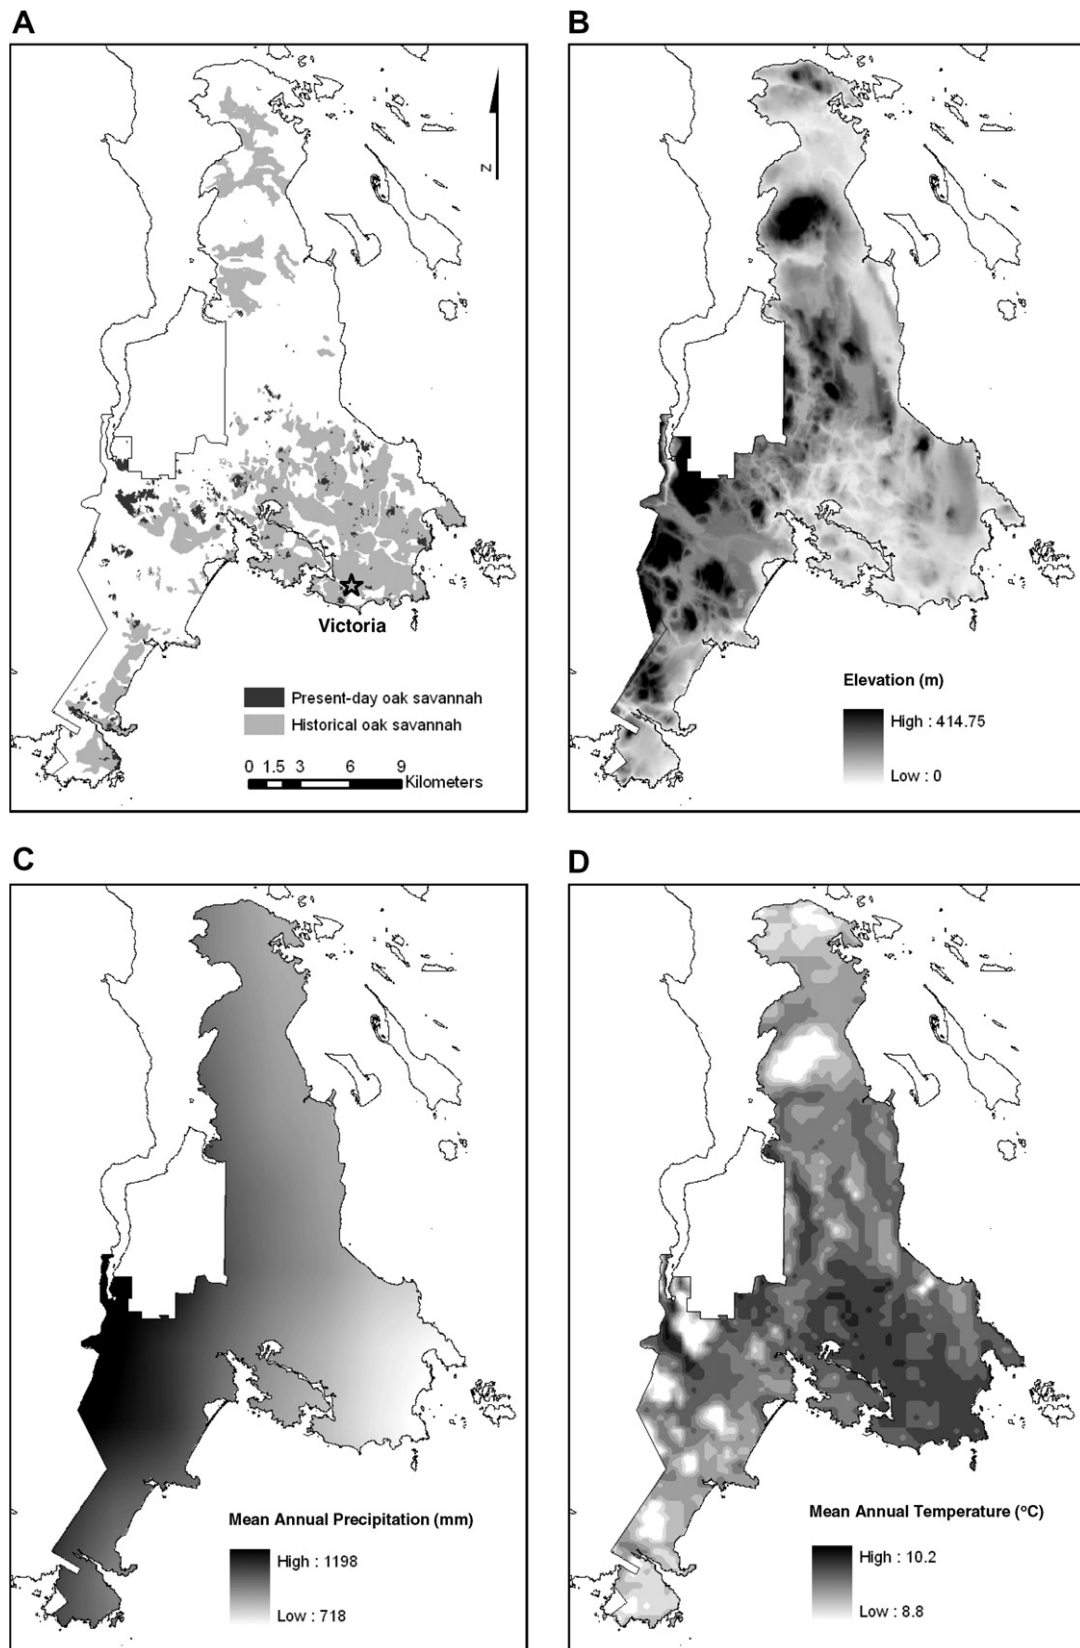 A
B
N
Victoria
Present-day oak savannah
Historical oak savannah
0 1.5 3 6 9
Kilometers
Elevation (m)
High : 414.75
Low : 0
C
D
Mean Annual Precipitation (mm)
High : 1198
Low : 718
Mean Annual Temperature (°C)
High : 10.2
Low : 8.8